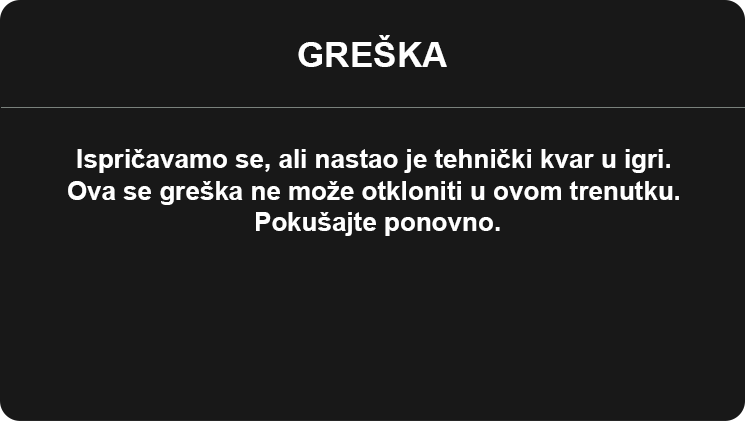 GREŠKA
Ispričavamo se, ali nastao je tehnički kvar u igri.
Ova se greška ne može otkloniti u ovom trenutku.
Pokušajte ponovno.